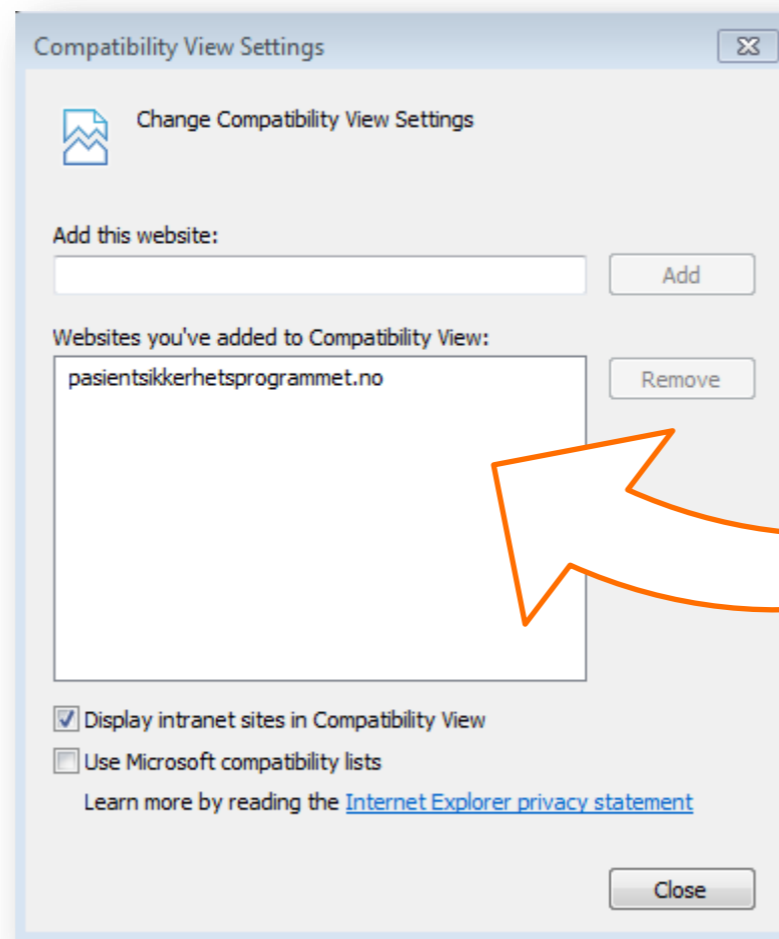 Compatibility View Settings
Change Compatibility View Settings
Add this website:
Add
Websites you've added to Compatibility View:
pasientsikkerhetsprogrammet.no
Remove
Display intranet sites in Compatibility View
Use Microsoft compatibility lists
Learn more by reading the Internet Explorer privacy statement
Close